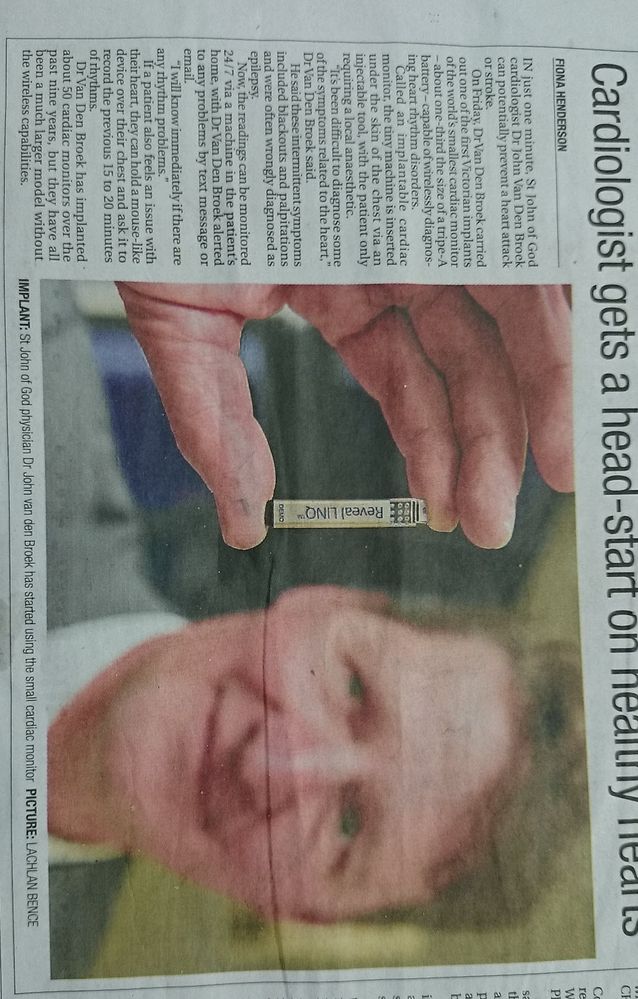 Cardiologist gets a head-start on healthy hearts
FIONA HENDERSON
IN just one minute, St John of God
cardiologist Dr John Van Den Broek
can potentially prevent a heart attack
or stroke.
On Friday, Dr Van Den Broek carried
out one of the first Victorian implants
of the world's smallest cardiac monitor
– about one-third the size of a triple-A
battery – capable of wirelessly diagnos-
ing heart rhythm disorders.
Called an implantable cardiac
monitor, the tiny machine is inserted
under the skin of the chest via an
injectable tool, with the patient only
requiring a local anaesthetic.
"It's been difficult to diagnose some
of the symptoms related to the heart,"
Dr Van Den Broek said.
He said these intermittent symptoms
included blackouts and palpitations
and were often wrongly diagnosed as
epilepsy.
Now, the readings can be monitored
24/7 via a machine in the patient's
home, with Dr Van Den Broek alerted
to any problems by text message or
email.
"I will know immediately if there are
any rhythm problems."
If a patient also feels an issue with
their heart, they can hold a mouse-like
device over their chest and ask it to
record the previous 15 to 20 minutes
of rhythms.
Dr Van Den Broek has implanted
about 50 cardiac monitors over the
past nine years, but they have all
been a much larger model without
the wireless capabilities.
Reveal LINQ™
IMPLANT: St John of God physician Dr John van den Broek has started using the small cardiac monitor PICTURE: LACHLAN BENCE